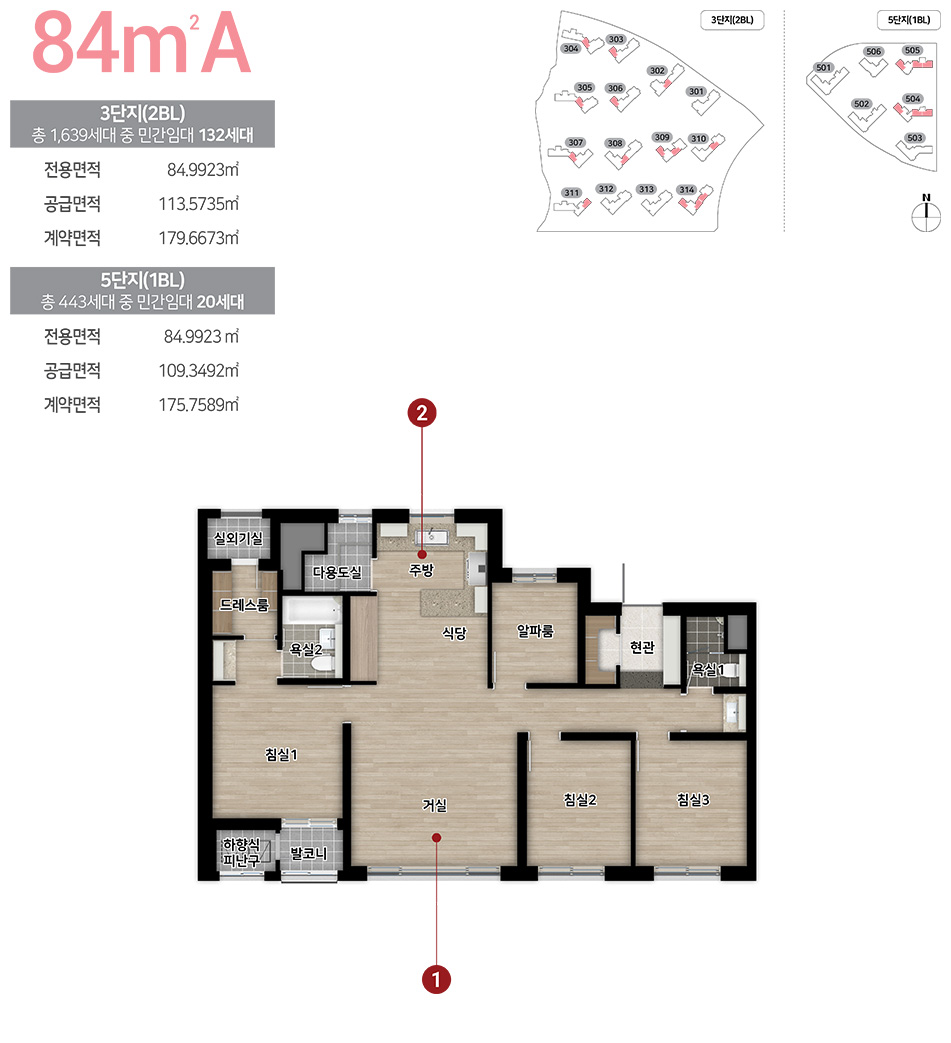 84m² A
3단지(2BL)
총 1,639세대 중 민간임대 132세대
전용면적 84.9923㎡
공급면적 113.5735㎡
계약면적 179.6673㎡
5단지(1BL)
총 443세대 중 민간임대 20세대
전용면적 84.9923 ㎡
공급면적 109.3492㎡
계약면적 175.7589㎡
3단지(2BL)
304
303
302
301
305
306
307
308
309
310
311
312
313
314
5단지(1BL)
501
506
505
502
504
503
N
2
실외기실
다용도실
주방
드레스룸
욕실2
식당
알파룸
현관
욕실1
침실1
거실
침실2
침실3
하향식
피난구
발코니
1